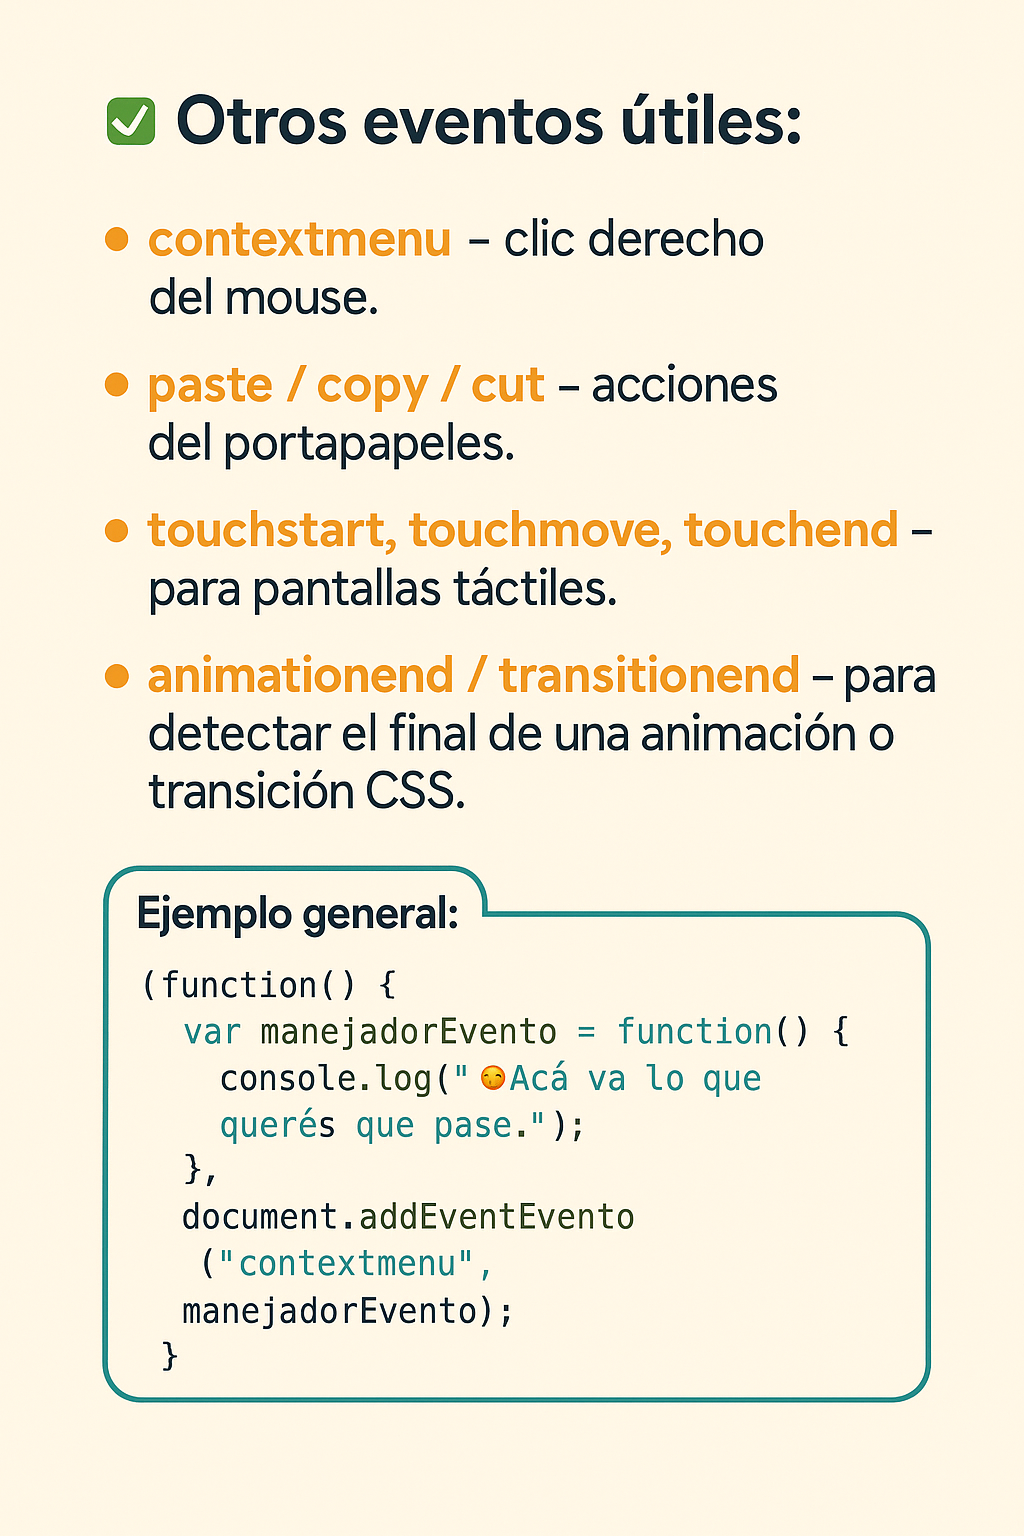 ✅ Otros eventos útiles:
● contextmenu – clic derecho
del mouse.
● paste / copy / cut – acciones
del portapapeles.
● touchstart, touchmove, touchend –
para pantallas táctiles.
● animationend / transitionend – para
detectar el final de una animación o
transición CSS.
Ejemplo general:
(function() {
var manejadorEvento = function() {
console.log("😙Acá va lo que
querés que pase.");
},
document.addEventEvento
("contextmenu",
manejadorEvento);
}